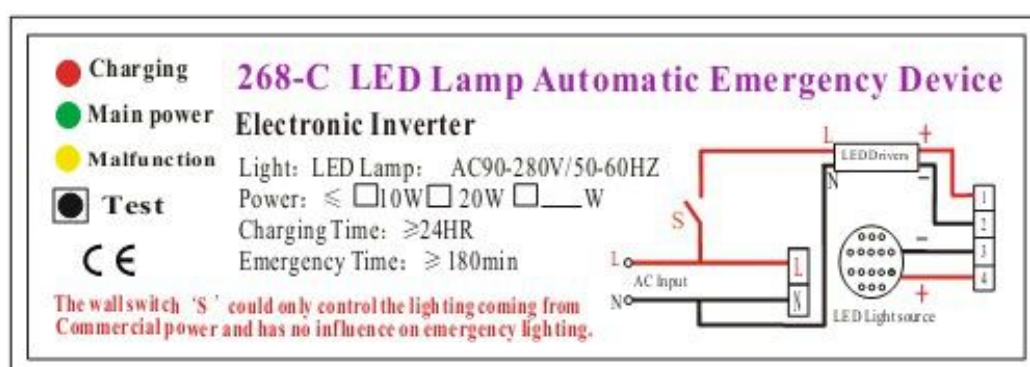 Charging
Main power
Malfunction
Test
CE
268-C LED Lamp Automatic Emergency Device
Electronic Inverter
Light: LED Lamp: AC90-280V/50-60HZ
Power: ≤ □10W□ 20W □___W
Charging Time: ≥24HR
Emergency Time: ≥180min
The wall switch ‘S’ could only control the lighting coming from
Commercial power and has no influence on emergency lighting.
L
LED Drivers
+
N
−
S
1
2
3
4
L
AC Input
N
L
N
−
+
LED Light source